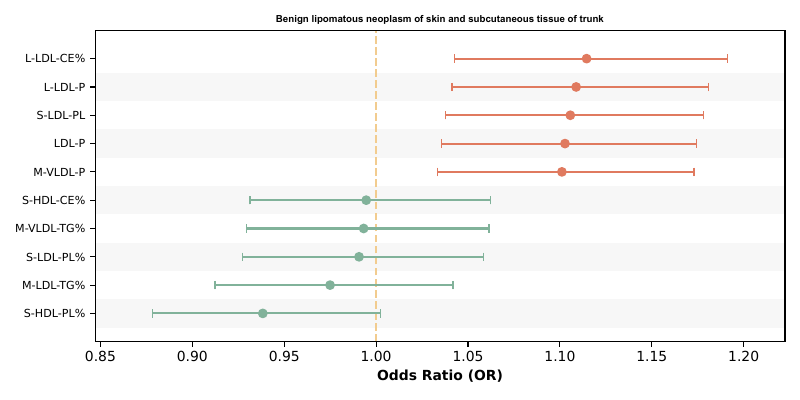 Benign lipomatous neoplasm of skin and subcutaneous tissue of trunk
L-LDL-CE%
L-LDL-P
S-LDL-PL
LDL-P
M-VLDL-P
S-HDL-CE%
M-VLDL-TG%
S-LDL-PL%
M-LDL-TG%
S-HDL-PL%
0.85 0.90 0.95 1.00 1.05 1.10 1.15 1.20
Odds Ratio (OR)